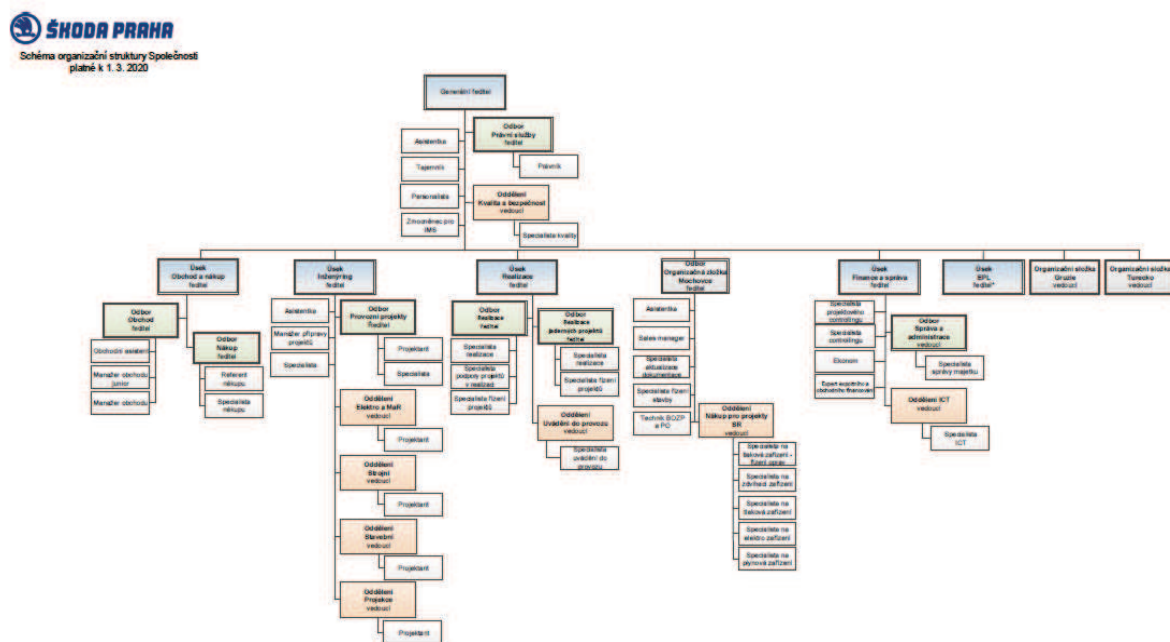 ŠKODA PRAHA
Schéma organizační struktury Společnosti
platné k 1. 3. 2020
Generální ředitel
Odbor
Právní služby
ředitel
Asistentka
Právník
Tajemník
Personalista
Oddělení
Kvalita a bezpečnost
vedoucí
Zmocněnec pro
IMS
Specialista kvality
Úsek
Obchod a nákup
ředitel
Odbor
Obchod
ředitel
Obchodní asistent
Manažer obchodu
junior
Manažer obchodu
Odbor
Nákup
ředitel
Referent
nákupu
Specialista
nákupu
Úsek
Inženýring
ředitel
Asistentka
Manažer přípravy
projektů
Specialista
Odbor
Provozní projekty
Ředitel
Projektant
Specialista
Oddělení
Elektro a MaR
vedoucí
Projektant
Oddělení
Strojní
vedoucí
Projektant
Oddělení
Stavební
vedoucí
Projektant
Oddělení
Projekce
vedoucí
Projektant
Úsek
Realizace
ředitel
Odbor
Realizace
ředitel
Specialista
realizace
Specialista
podpory projektů
v realizaci
Specialista řízení
projektů
Odbor
Realizace
jaderných projektů
ředitel
Specialista
realizace
Specialista řízení
projektů
Oddělení
Uvádění do provozu
vedoucí
Specialista
uvádění do
provozu
Odbor
Organizačná zložka
Mochovce
ředitel
Asistentka
Sales manager
Specialista
aktualizace
dokumentace
Specialista řízení
stavby
Technik BOZP
a PO
Oddělení
Nákup pro projekty
SR
vedoucí
Specialista na
tlaková zařízení -
řízení oprav
Specialista na
zdvihací zařízení
Specialista na
tlaková zařízení
Specialista na
elektro zařízení
Specialista na
plynová zařízení
Úsek
Finance a správa
ředitel
Specialista
projektového
controllingu
Specialista
controllingu
Ekonom
Expert exportního a
obchodního financování
Odbor
Správa a
administrace
vedoucí
Specialista
správy majetku
Oddělení ICT
vedoucí
Specialista
ICT
Úsek
EPL
ředitel*
Organizační složka
Gruzie
vedoucí
Organizační složka
Turecko
vedoucí